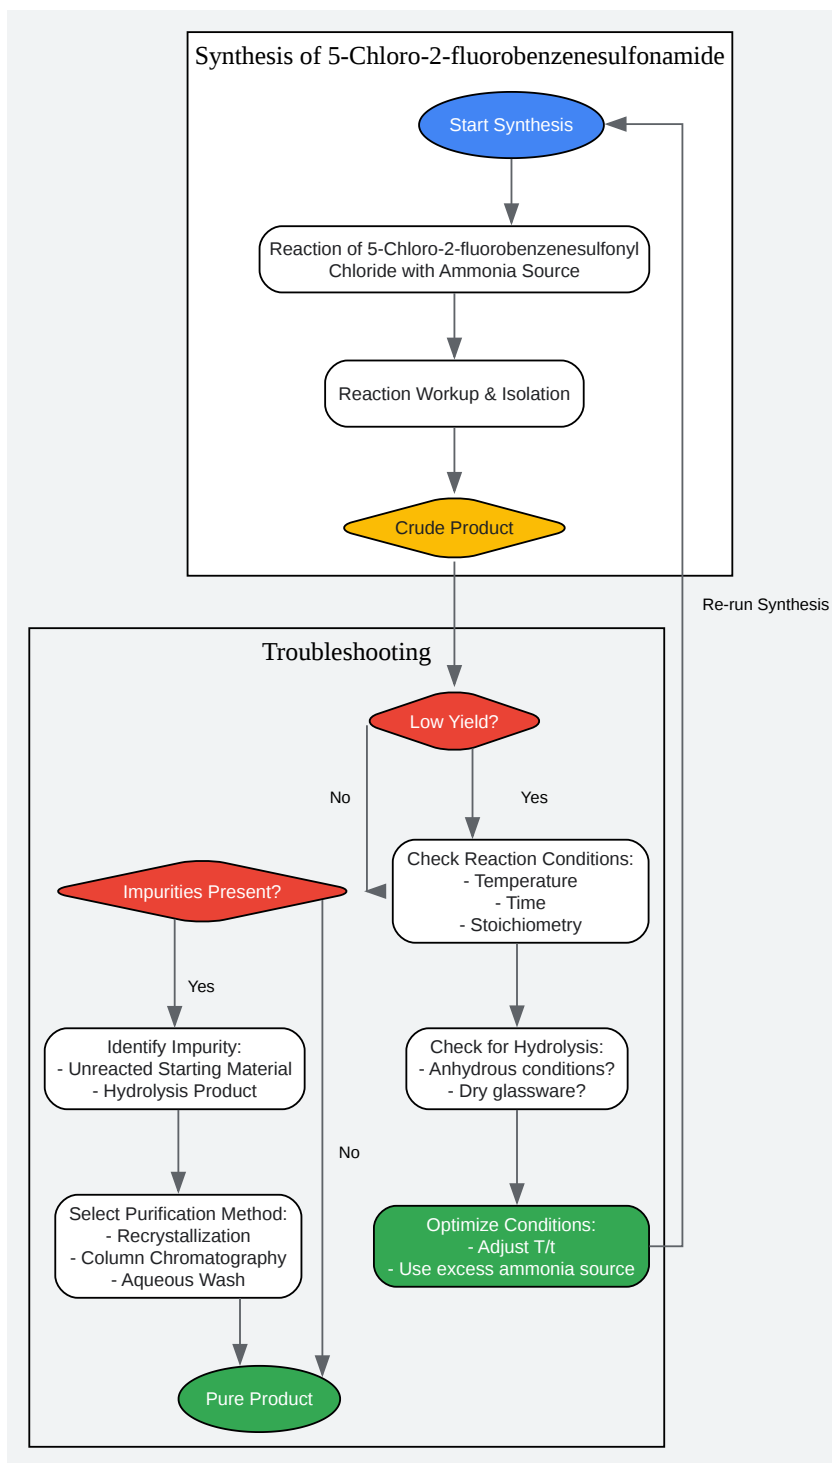 Synthesis of 5-Chloro-2-fluorobenzenesulfonamide
Start Synthesis
Reaction of 5-Chloro-2-fluorobenzenesulfonyl
Chloride with Ammonia Source
Reaction Workup & Isolation
Crude Product
Re-run Synthesis
Troubleshooting
Low Yield?
No
Yes
Check Reaction Conditions:
- Temperature
- Time
- Stoichiometry
Impurities Present?
Yes
Identify Impurity:
- Unreacted Starting Material
- Hydrolysis Product
Check for Hydrolysis:
- Anhydrous conditions?
- Dry glassware?
No
Select Purification Method:
- Recrystallization
- Column Chromatography
- Aqueous Wash
Optimize Conditions:
- Adjust T/t
- Use excess ammonia source
Pure Product